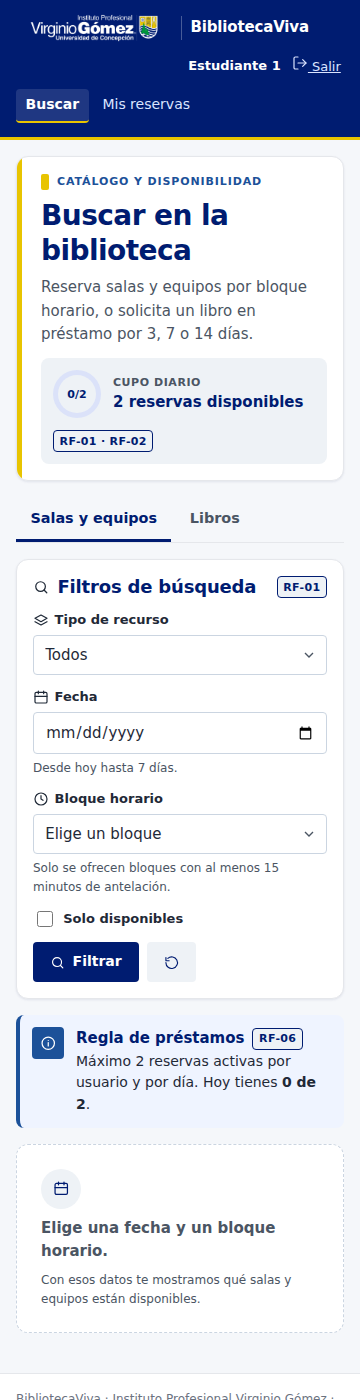 Instituto Profesional
VirginioGómez
Universidad de Concepción
BibliotecaViva
Estudiante 1 Salir
Buscar Mis reservas
CATÁLOGO Y DISPONIBILIDAD
Buscar en la
biblioteca
Reserva salas y equipos por bloque
horario, o solicita un libro en
préstamo por 3, 7 o 14 días.
0/2
CUPO DIARIO
2 reservas disponibles
RF-01 · RF-02
Salas y equipos Libros
Filtros de búsqueda RF-01
Tipo de recurso
Todos
Fecha
mm/dd/yyyy
Desde hoy hasta 7 días.
Bloque horario
Elige un bloque
Solo se ofrecen bloques con al menos 15
minutos de antelación.
Solo disponibles
Filtrar
Regla de préstamos RF-06
Máximo 2 reservas activas por
usuario y por día. Hoy tienes 0 de
2.
Elige una fecha y un bloque
horario.
Con esos datos te mostramos qué salas y
equipos están disponibles.
BibliotecaViva · Instituto Profesional Virginio Gómez ·